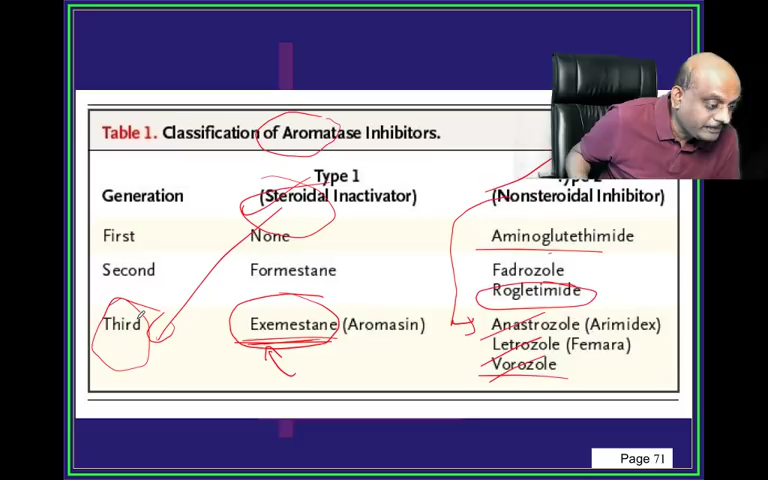 Table 1. Classification of Aromatase Inhibitors.
Generation Type 1 (Steroidal Inactivator) (Nonsteroidal Inhibitor)
First None Aminoglutethimide
Second Formestane Fadrozole
Rogletimide
Third Exemestane (Aromasin) Anastrozole (Arimidex)
Letrozole (Femara)
Vorozole
Page 71